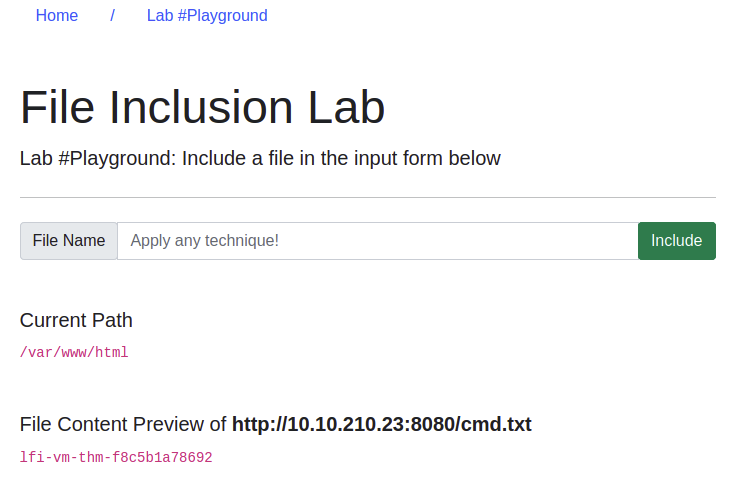 Home / Lab #Playground
File Inclusion Lab
Lab #Playground: Include a file in the input form below
File Name Apply any technique! Include
Current Path
/var/www/html
File Content Preview of http://10.10.210.23:8080/cmd.txt
lfi-vm-thm-f8c5b1a78692